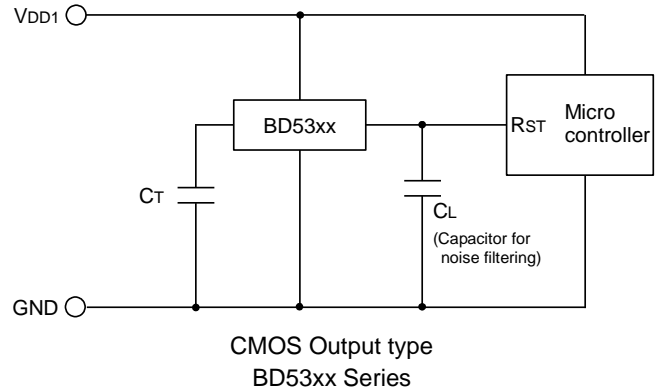 VDD1
BD53xx
RST
Micro
controller
CT
CL
(Capacitor for
noise filtering)
GND
CMOS Output type
BD53xx Series